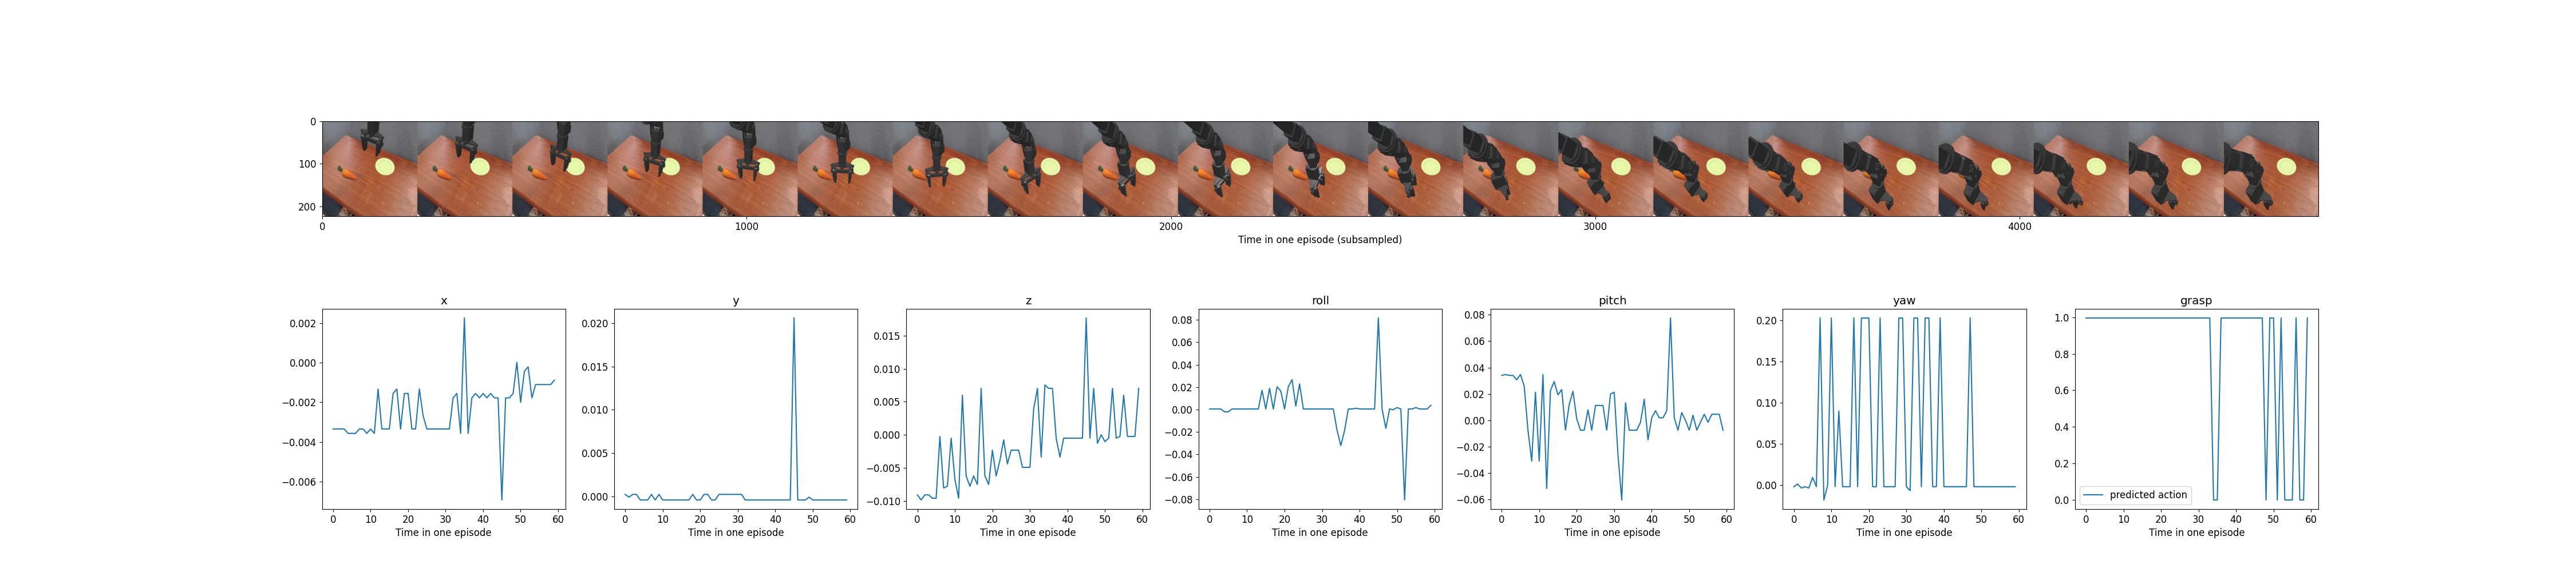 0
100
200
0 1000 2000 3000 4000
Time in one episode (subsampled)
x
0.002
0.000
−0.002
−0.004
−0.006
0 10 20 30 40 50 60
Time in one episode
y
0.020
0.015
0.010
0.005
0.000
0 10 20 30 40 50 60
Time in one episode
z
0.015
0.010
0.005
0.000
−0.005
−0.010
0 10 20 30 40 50 60
Time in one episode
roll
0.08
0.06
0.04
0.02
0.00
−0.02
−0.04
−0.06
−0.08
0 10 20 30 40 50 60
Time in one episode
pitch
0.08
0.06
0.04
0.02
0.00
−0.02
−0.04
−0.06
0 10 20 30 40 50 60
Time in one episode
yaw
0.20
0.15
0.10
0.05
0.00
0 10 20 30 40 50 60
Time in one episode
grasp
1.0
0.8
0.6
0.4
0.2
0.0
predicted action
0 10 20 30 40 50 60
Time in one episode